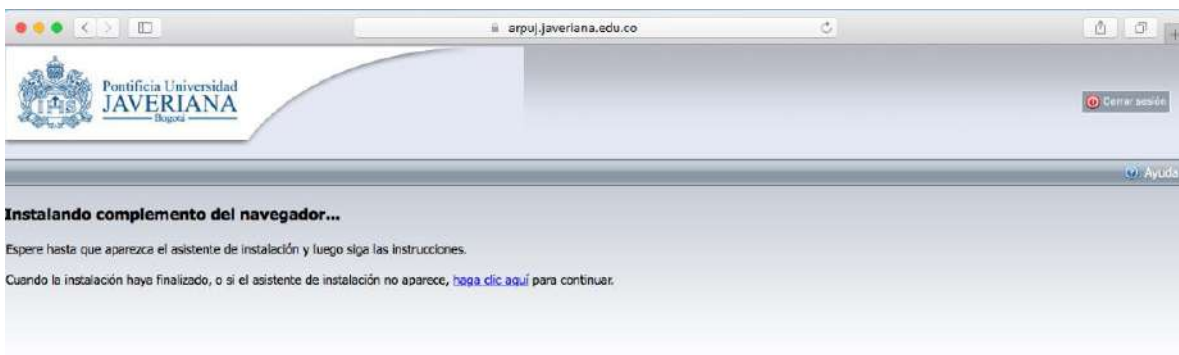 arpuj.javeriana.edu.co
Pontificia Universidad
JAVERIANA
Bogotá
IHS
Cerrar sesión
Ayuda
Instalando complemento del navegador...
Espere hasta que aparezca el asistente de instalación y luego siga las instrucciones.
Cuando la instalación haya finalizado, o si el asistente de instalación no aparece, haga clic aquí para continuar.